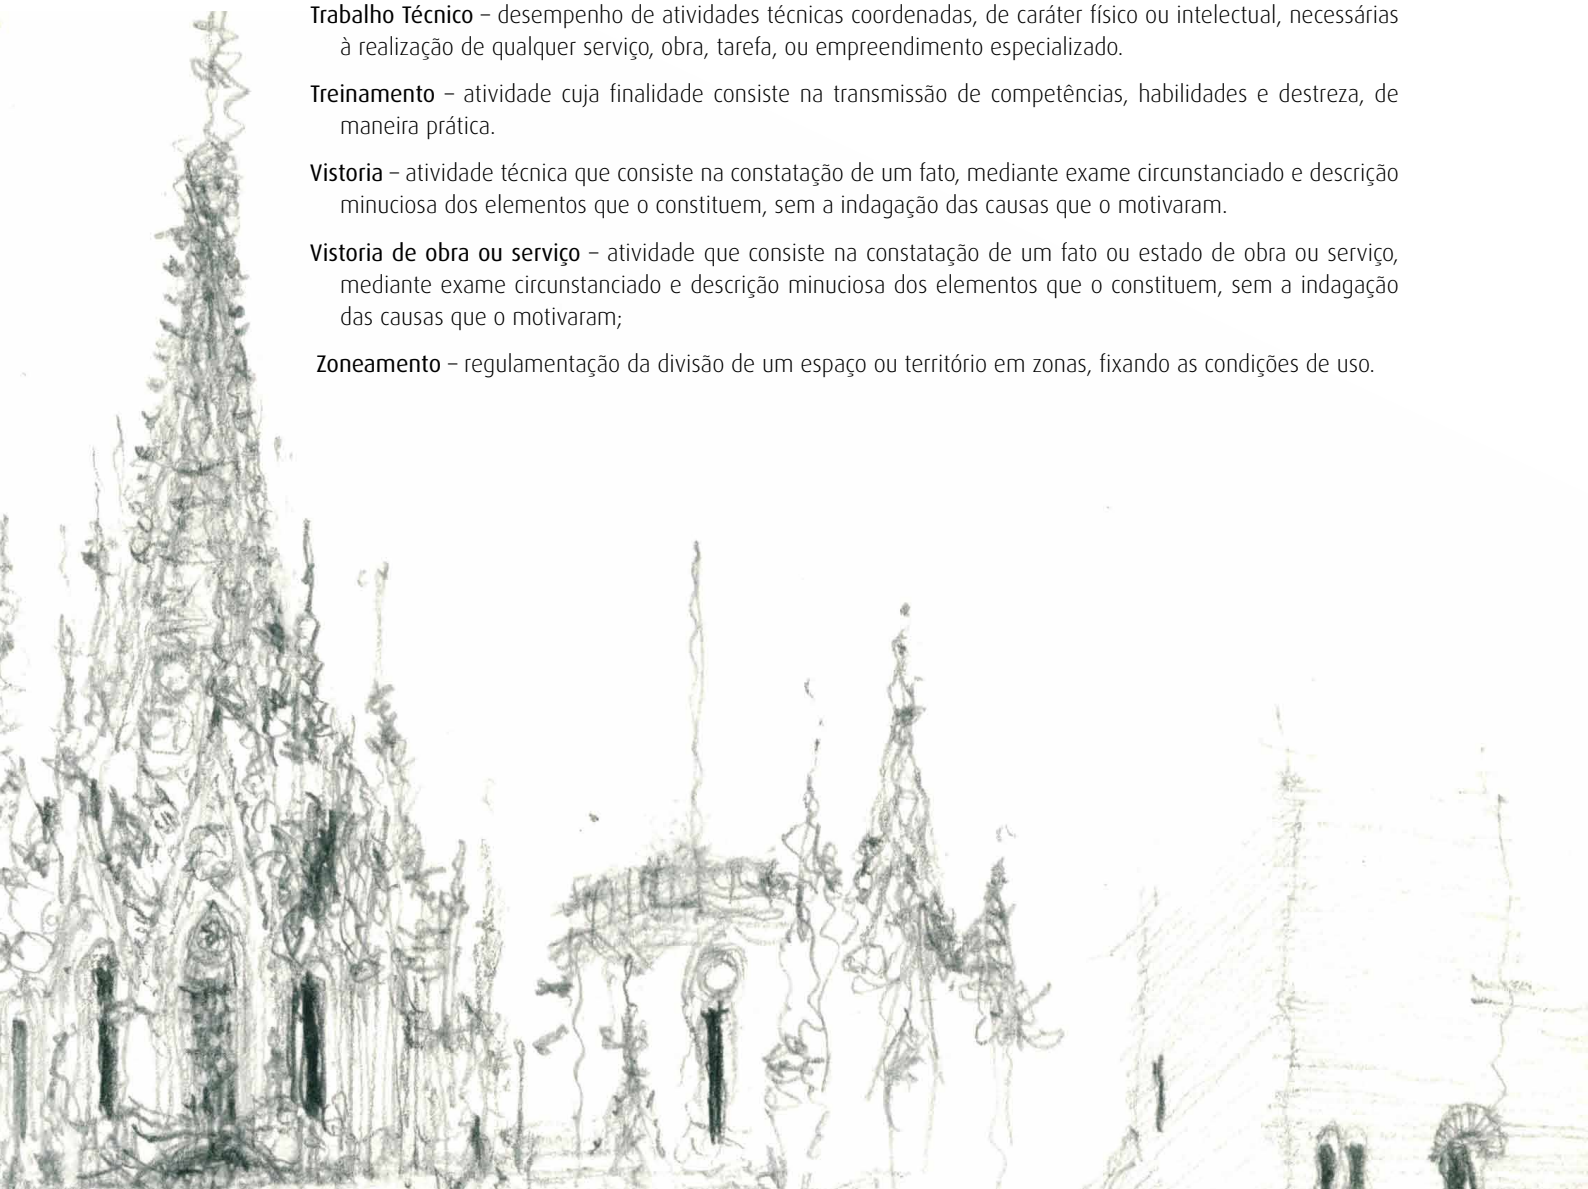 Trabalho Técnico – desempenho de atividades técnicas coordenadas, de caráter físico ou intelectual, necessárias
à realização de qualquer serviço, obra, tarefa, ou empreendimento especializado.
Treinamento – atividade cuja finalidade consiste na transmissão de competências, habilidades e destreza, de
maneira prática.
Vistoria – atividade técnica que consiste na constatação de um fato, mediante exame circunstanciado e descrição
minuciosa dos elementos que o constituem, sem a indagação das causas que o motivaram.
Vistoria de obra ou serviço – atividade que consiste na constatação de um fato ou estado de obra ou serviço,
mediante exame circunstanciado e descrição minuciosa dos elementos que o constituem, sem a indagação
das causas que o motivaram;
Zoneamento – regulamentação da divisão de um espaço ou território em zonas, fixando as condições de uso.